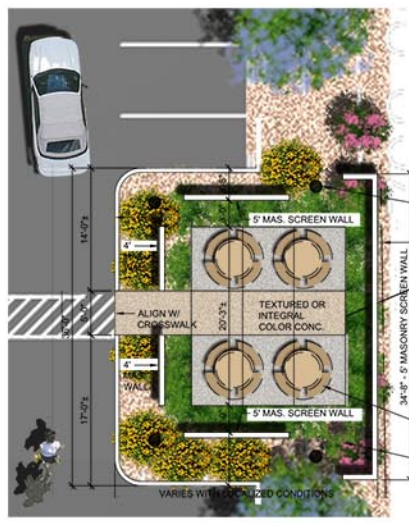 5' MAS. SCREEN WALL
4'
14'-0"±
ALIGN W/
CROSSWALK
20'-3"±
TEXTURED OR
INTEGRAL
COLOR CONC.
34'-8" - 5' MASONRY SCREEN WALL
4'
WALL
17'-0"±
5' MAS. SCREEN WALL
VARIES WITH LOCALIZED CONDITIONS